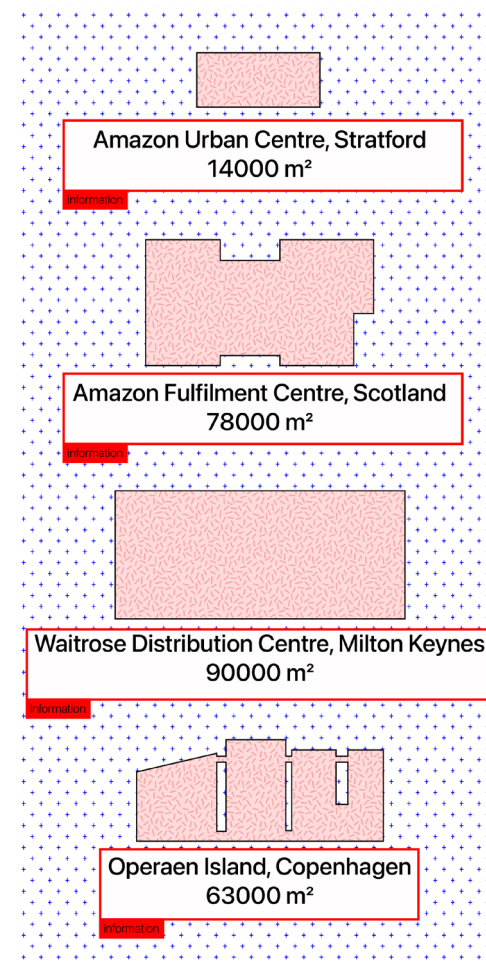 Amazon Urban Centre, Stratford
14000 m²
information
Amazon Fulfilment Centre, Scotland
78000 m²
information
Waitrose Distribution Centre, Milton Keynes
90000 m²
information
Operaen Island, Copenhagen
63000 m²
information